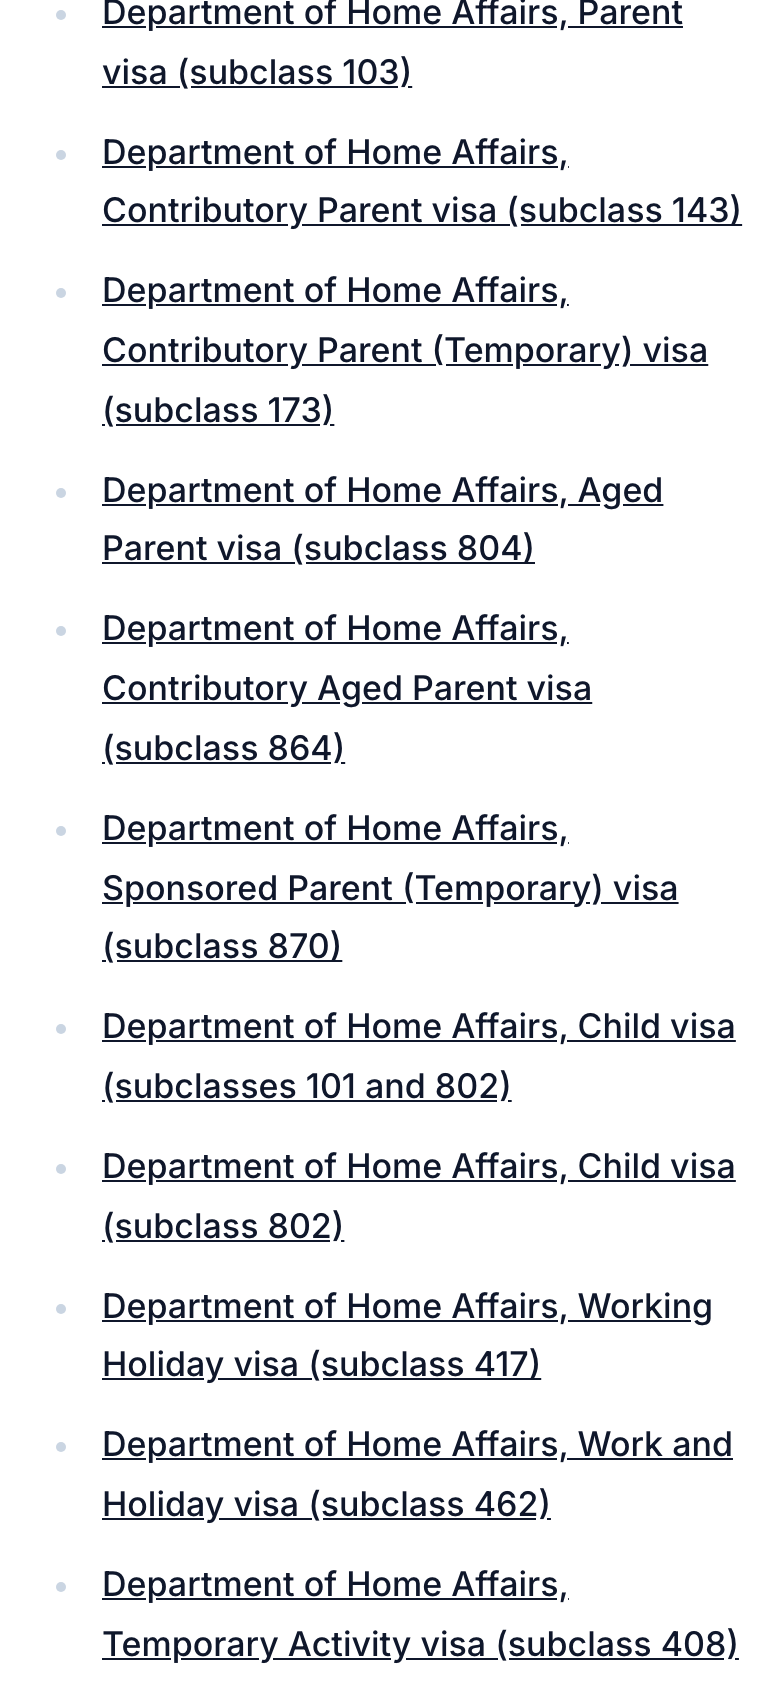 Department of Home Affairs, Parent
visa (subclass 103)
Department of Home Affairs,
Contributory Parent visa (subclass 143)
Department of Home Affairs,
Contributory Parent (Temporary) visa
(subclass 173)
Department of Home Affairs, Aged
Parent visa (subclass 804)
Department of Home Affairs,
Contributory Aged Parent visa
(subclass 864)
Department of Home Affairs,
Sponsored Parent (Temporary) visa
(subclass 870)
Department of Home Affairs, Child visa
(subclasses 101 and 802)
Department of Home Affairs, Child visa
(subclass 802)
Department of Home Affairs, Working
Holiday visa (subclass 417)
Department of Home Affairs, Work and
Holiday visa (subclass 462)
Department of Home Affairs,
Temporary Activity visa (subclass 408)